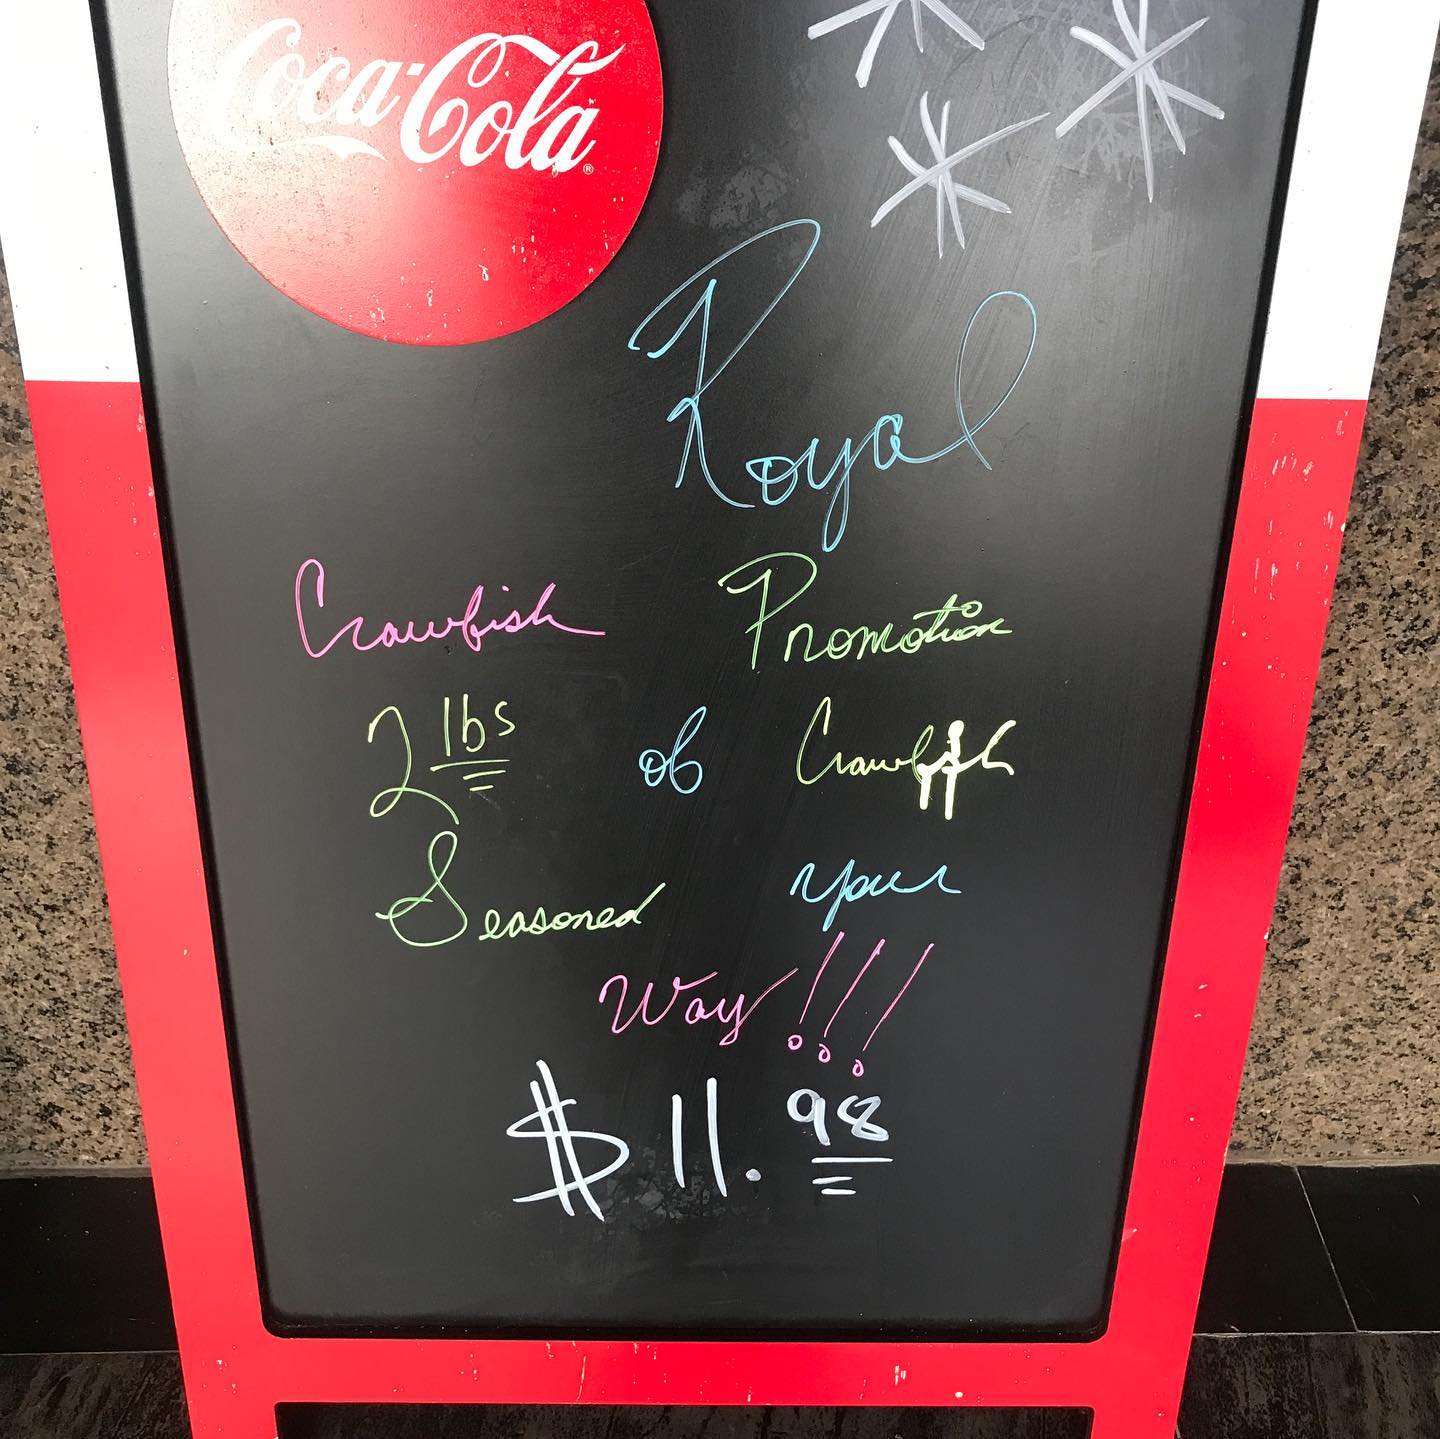 Coca-Cola®
Royal
Crawfish Promotion
2 lbs of Crawfish
Seasoned your
Way!!!
$11.98